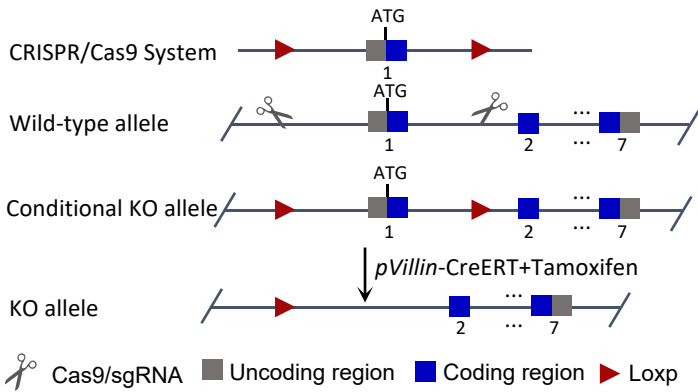 ATG
CRISPR/Cas9 System
1
ATG
Wild-type allele
1
2
...
...
7
ATG
Conditional KO allele
1
2
...
...
7
pVillin-CreERT+Tamoxifen
KO allele
2
...
...
7
Cas9/sgRNA
Uncoding region
Coding region
Loxp